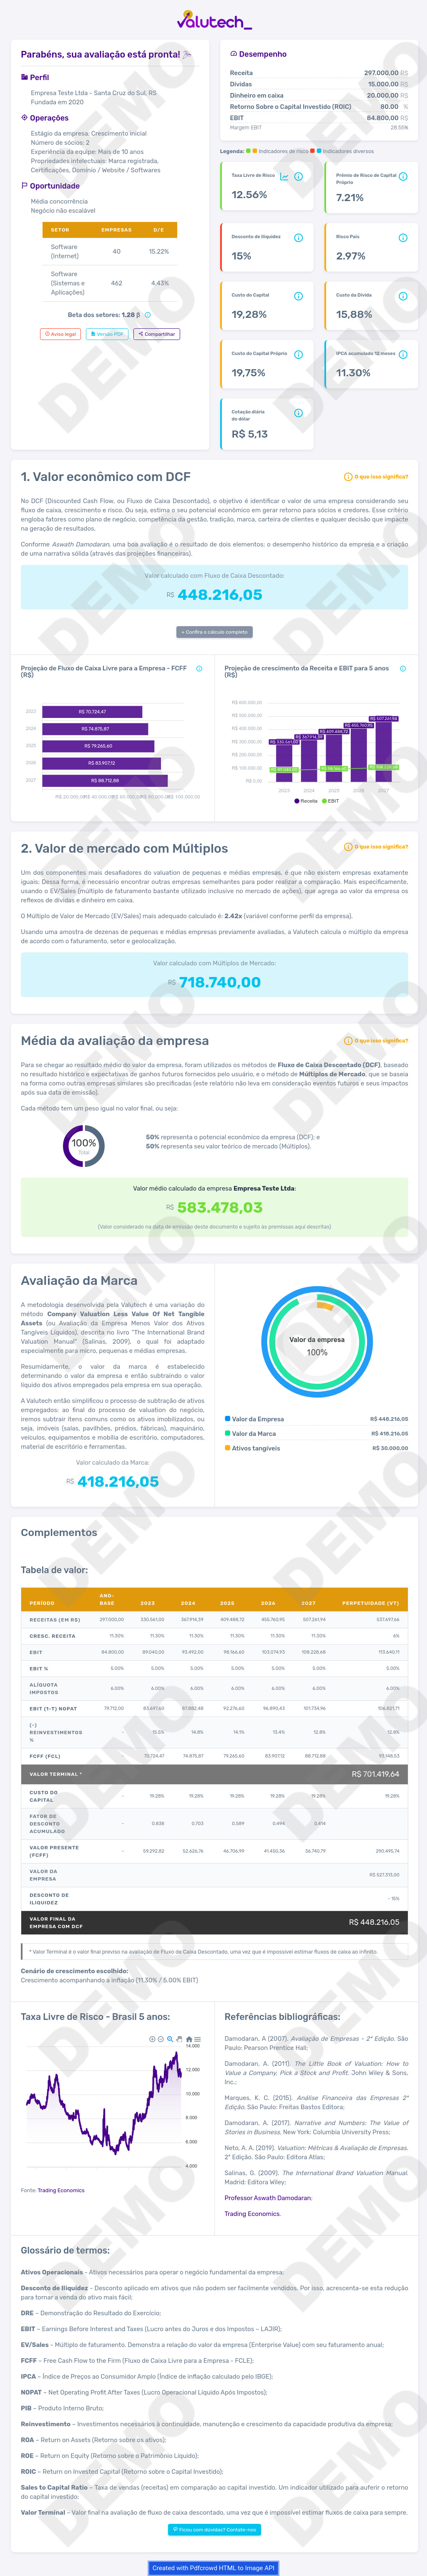 valutech_
Parabéns, sua avaliação está pronta!
Perfil
Empresa Teste Ltda - Santa Cruz do Sul, RS.
Fundada em 2020
Operações
Estágio da empresa: Crescimento inicial
Número de sócios: 2
Experiência da equipe: Mais de 10 anos
Propriedades intelectuais: Marca registrada.
Certificações, Domínio / Website / Softwares
Oportunidade
Média concorrência
Negócio não escalável
SETOR EMPRESAS D/E
Software (Internet) 40 15,22%
Software (Sistemas e Aplicações) 462 4,43%
Beta dos setores: 1,28 β
Aviso legal Versão PDF Compartilhar
Desempenho
Receita 297.000,00 R$
Dívidas 15.000,00 R$
Dinheiro em caixa 20.000,00 R$
Retorno Sobre o Capital Investido (ROIC) 80.00 %
EBIT 84.800,00 R$
Margem EBIT 28,55%
Legenda: Indicadores de risco Indicadores diversos
Taxa Livre de Risco
12.56%
Prêmio de Risco de Capital Próprio
7.21%
Desconto de Iliquidez
15%
Risco País
2.97%
Custo do Capital
19,28%
Custo da Dívida
15,88%
Custo do Capital Próprio
19,75%
IPCA acumulado 12 meses
11.30%
Cotação diária do dólar
R$ 5,13
1. Valor econômico com DCF
O que isso significa?
No DCF (Discounted Cash Flow, ou Fluxo de Caixa Descontado), o objetivo é identificar o valor de uma empresa considerando seu
fluxo de caixa, crescimento e risco. Ou seja, estima o seu potencial econômico em gerar retorno para sócios e credores. Esse critério
engloba fatores como plano de negócio, competência da gestão, tradição, marca, carteira de clientes e qualquer decisão que impacte
na geração de resultados.
Conforme Aswath Damodaran, uma boa avaliação é o resultado de dois elementos: o desempenho histórico da empresa e a criação
de uma narrativa sólida (através das projeções financeiras).
Valor calculado com Fluxo de Caixa Descontado:
R$ 448.216,05
+ Confira o cálculo completo
Projeção de Fluxo de Caixa Livre para a Empresa - FCFF (R$)
2023 R$ 70.724,47
2024 R$ 74.875,87
2025 R$ 79.265,60
2026 R$ 83.907,12
2027 R$ 88.712,88
Projeção de crescimento da Receita e EBIT para 5 anos (R$)
R$ 600.000,00
R$ 500.000,00
R$ 400.000,00
R$ 300.000,00
R$ 200.000,00
R$ 100.000,00
R$ 0,00
R$ 330.561,00 R$ 367.914,39 R$ 409.488,72 R$ 455.760,95 R$ 507.261,94
2023 2024 2025 2026 2027
Receita EBIT
2. Valor de mercado com Múltiplos
O que isso significa?
Um dos componentes mais desafiadores do valuation de pequenas e médias empresas, é que não existem empresas exatamente
iguais; Dessa forma, é necessário encontrar outras empresas semelhantes para poder realizar a comparação. Mais especificamente,
usando o EV/Sales (múltiplo de faturamento bastante utilizado inclusive no mercado de ações), que agrega ao valor da empresa os
reflexos de dívidas e dinheiro em caixa.
O Múltiplo de Valor de Mercado (EV/Sales) mais adequado calculado é: 2.42x (variável conforme perfil da empresa).
Usando uma amostra de dezenas de pequenas e médias empresas previamente avaliadas, a Valutech calcula o múltiplo da empresa
de acordo com o faturamento, setor e geolocalização.
Valor calculado com Múltiplos de Mercado:
R$ 718.740,00
Média da avaliação da empresa
O que isso significa?
Para se chegar ao resultado médio do valor da empresa, foram utilizados os métodos de Fluxo de Caixa Descontado (DCF), baseado
no resultado histórico e expectativas de ganhos futuros fornecidos pelo usuário, e o método de Múltiplos de Mercado, que se baseia
na forma como outras empresas similares são precificadas (este relatório não leva em consideração eventos futuros e seus impactos
após sua data de emissão).
Cada método tem um peso igual no valor final, ou seja:
100%
Total
50% representa o potencial econômico da empresa (DCF); e
50% representa seu valor teórico de mercado (Múltiplos).
Valor médio calculado da empresa Empresa Teste Ltda:
R$ 583.478,03
(Valor considerado na data de emissão deste documento e sujeito às premissas aqui descritas)
Avaliação da Marca
A metodologia desenvolvida pela Valutech é uma variação do
método Company Valuation Less Value Of Net Tangible
Assets (ou Avaliação da Empresa Menos Valor dos Ativos
Tangíveis Líquidos), descrita no livro "The International Brand
Valuation Manual" (Salinas, 2009), o qual foi adaptado
especialmente para micro, pequenas e médias empresas.
Resumidamente, o valor da marca é estabelecido
determinando o valor da empresa e então subtraindo o valor
líquido dos ativos empregados pela empresa em sua operação.
A Valutech então simplificou o processo de subtração de ativos
empregados: ao final do processo de valuation do negócio,
iremos subtrair itens comuns como os ativos imobilizados, ou
seja, imóveis (salas, pavilhões, prédios, fábricas), maquinário,
veículos, equipamentos e mobília de escritório, computadores,
material de escritório e ferramentas.
Valor calculado da Marca:
R$ 418.216,05
Valor da empresa
100%
Valor da Empresa R$ 448.216,05
Valor da Marca R$ 418.216,05
Ativos tangíveis R$ 30.000,00
Complementos
Tabela de valor:
PERÍODO ANO-BASE 2023 2024 2025 2026 2027 PERPETUIDADE (VT)
RECEITAS (EM R$) 297.000,00 330.561,00 367.914,39 409.488,72 455.760,95 507.261,94 537.697,66
CRESC. RECEITA 11.30% 11.30% 11.30% 11.30% 11.30% 11.30% 6%
EBIT 84.800,00 89.040,00 93.492,00 98.166,60 103.074,93 108.228,68 113.640,11
EBIT % 5.00% 5.00% 5.00% 5.00% 5.00% 5.00% 5.00%
ALÍQUOTA IMPOSTOS 6.00% 6.00% 6.00% 6.00% 6.00% 6.00% 6.00%
EBIT (1-T) NOPAT 79.712,00 83.697,60 87.882,48 92.276,60 96.890,43 101.734,96 106.821,71
(-) REINVESTIMENTOS % - 15.5% 14.8% 14.1% 13.4% 12.8% 12.8%
FCFF (FCL) 70.724,47 74.875,87 79.265,60 83.907,12 88.712,88 93.148,53
VALOR TERMINAL * R$ 701.419,64
CUSTO DO CAPITAL - 19.28% 19.28% 19.28% 19.28% 19.28% 19.28%
FATOR DE DESCONTO ACUMULADO - 0.838 0.703 0.589 0.494 0.414
VALOR PRESENTE (FCFF) - 59.292,82 52.626,76 46.706,99 41.450,36 36.740,79 290.495,74
VALOR DA EMPRESA R$ 527.313,00
DESCONTO DE ILIQUIDEZ - 15%
VALOR FINAL DA EMPRESA COM DCF R$ 448.216,05
* Valor Terminal é o valor final previsto na avaliação de Fluxo de Caixa Descontado, uma vez que é impossível estimar fluxos de caixa ao infinito.
Cenário de crescimento escolhido:
Crescimento acompanhando a inflação (11.30% / 5.00% EBIT)
Taxa Livre de Risco - Brasil 5 anos:
14.000
12.000
10.000
8.000
6.000
4.000
Fonte: Trading Economics
Referências bibliográficas:
Damodaran, A (2007). Avaliação de Empresas - 2ª Edição. São
Paulo: Pearson Prentice Hall;
Damodaran, A. (2011). The Little Book of Valuation: How to
Value a Company, Pick a Stock and Profit. John Wiley & Sons,
Inc.;
Marques, K. C. (2015). Análise Financeira das Empresas 2ª
Edição. São Paulo: Freitas Bastos Editora;
Damodaran, A. (2017). Narrative and Numbers: The Value of
Stories in Business. New York: Columbia University Press;
Neto, A. A. (2019). Valuation: Métricas & Avaliação de Empresas.
2ª Edição, São Paulo: Editora Atlas;
Salinas, G. (2009). The International Brand Valuation Manual.
Madrid: Editora Wiley;
Professor Aswath Damodaran;
Trading Economics.
Glossário de termos:
Ativos Operacionais - Ativos necessários para operar o negócio fundamental da empresa;
Desconto de Iliquidez - Desconto aplicado em ativos que não podem ser facilmente vendidos. Por isso, acrescenta-se esta redução
para tornar a venda do ativo mais fácil;
DRE – Demonstração do Resultado do Exercício;
EBIT – Earnings Before Interest and Taxes (Lucro antes do Juros e dos Impostos – LAJIR);
EV/Sales - Múltiplo de faturamento. Demonstra a relação do valor da empresa (Enterprise Value) com seu faturamento anual;
FCFF – Free Cash Flow to the Firm (Fluxo de Caixa Livre para a Empresa - FCLE);
IPCA – Índice de Preços ao Consumidor Amplo (Índice de inflação calculado pelo IBGE);
NOPAT – Net Operating Profit After Taxes (Lucro Operacional Líquido Após Impostos);
PIB – Produto Interno Bruto;
Reinvestimento – Investimentos necessários à continuidade, manutenção e crescimento da capacidade produtiva da empresa;
ROA – Return on Assets (Retorno sobre os ativos);
ROE – Return on Equity (Retorno sobre o Patrimônio Líquido);
ROIC – Return on Invested Capital (Retorno sobre o Capital Investido);
Sales to Capital Ratio – Taxa de vendas (receitas) em comparação ao capital investido. Um indicador utilizado para auferir o retorno
do capital investido;
Valor Terminal – Valor final na avaliação de fluxo de caixa descontado, uma vez que é impossível estimar fluxos de caixa para sempre.
Ficou com dúvidas? Contate-nos
Created with Pdfcrowd HTML to Image API
DEMO